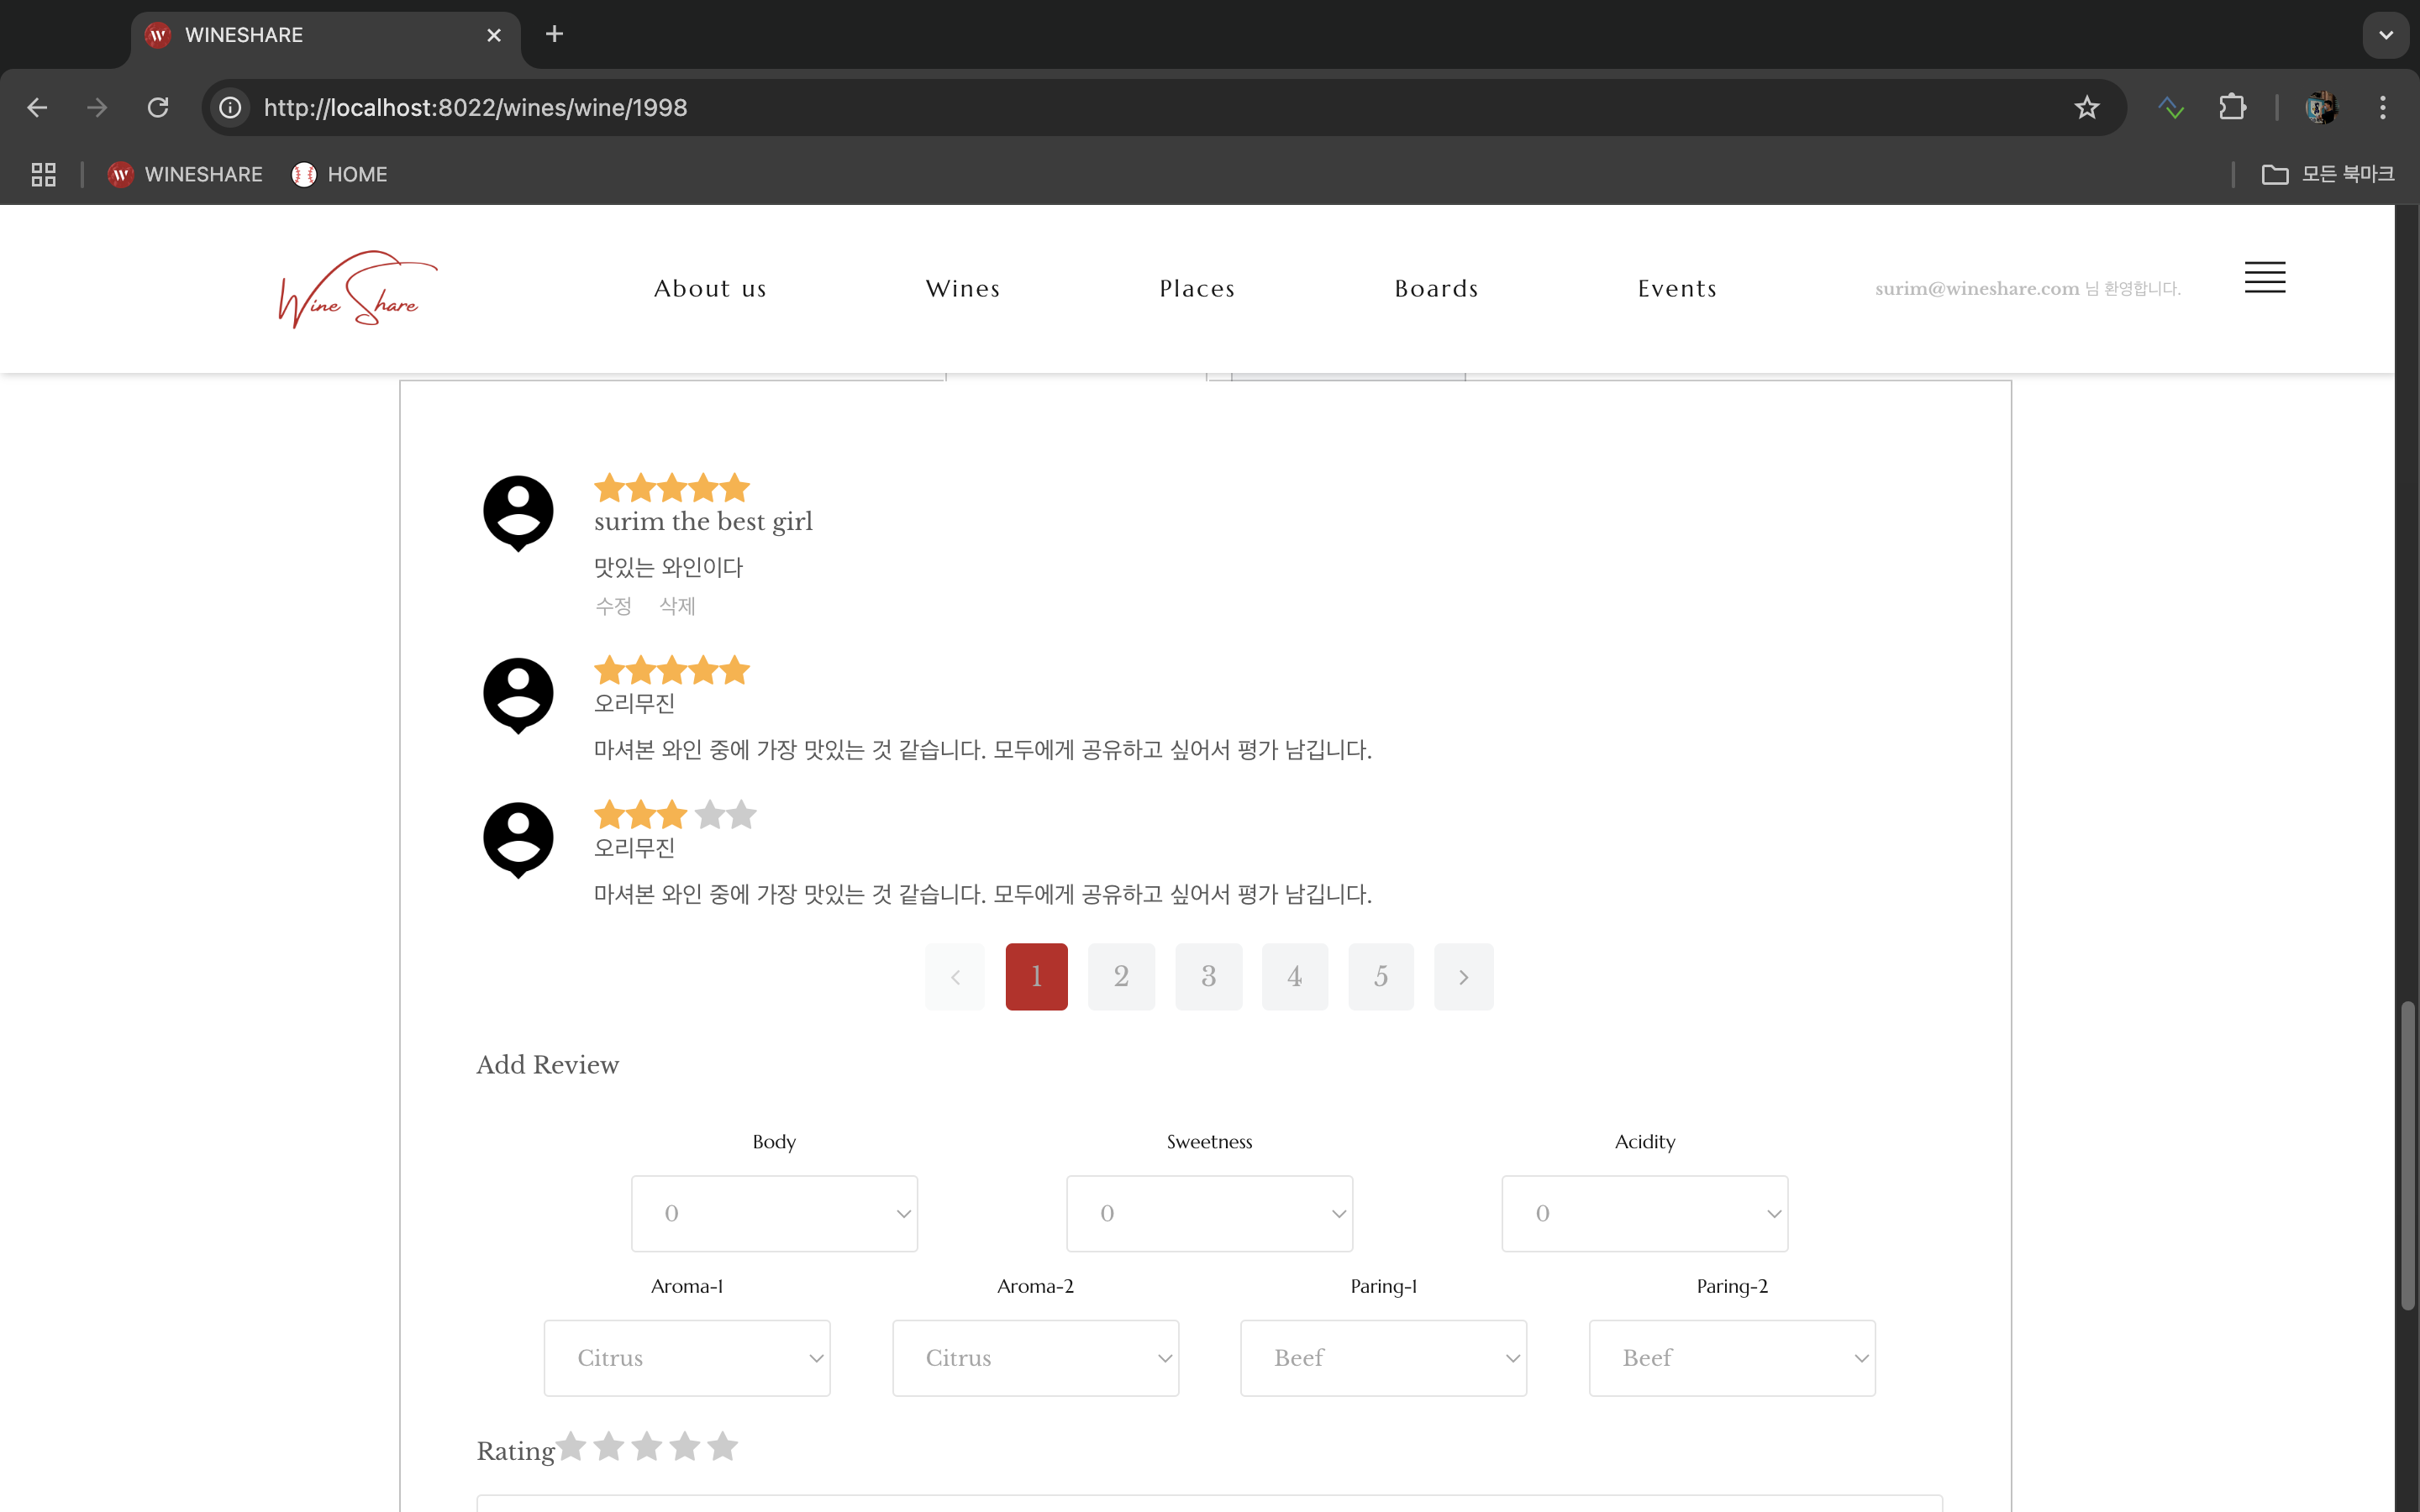 WINESHARE
http://localhost:8022/wines/wine/1998
WINESHARE HOME 모든 북마크
Wine Share About us Wines Places Boards Events surim@wineshare.com 님 환영합니다.
surim the best girl
맛있는 와인이다
수정 삭제
오리무진
마셔본 와인 중에 가장 맛있는 것 같습니다. 모두에게 공유하고 싶어서 평가 남깁니다.
오리무진
마셔본 와인 중에 가장 맛있는 것 같습니다. 모두에게 공유하고 싶어서 평가 남깁니다.
1 2 3 4 5
Add Review
Body Sweetness Acidity
0 0 0
Aroma-1 Aroma-2 Paring-1 Paring-2
Citrus Citrus Beef Beef
Rating